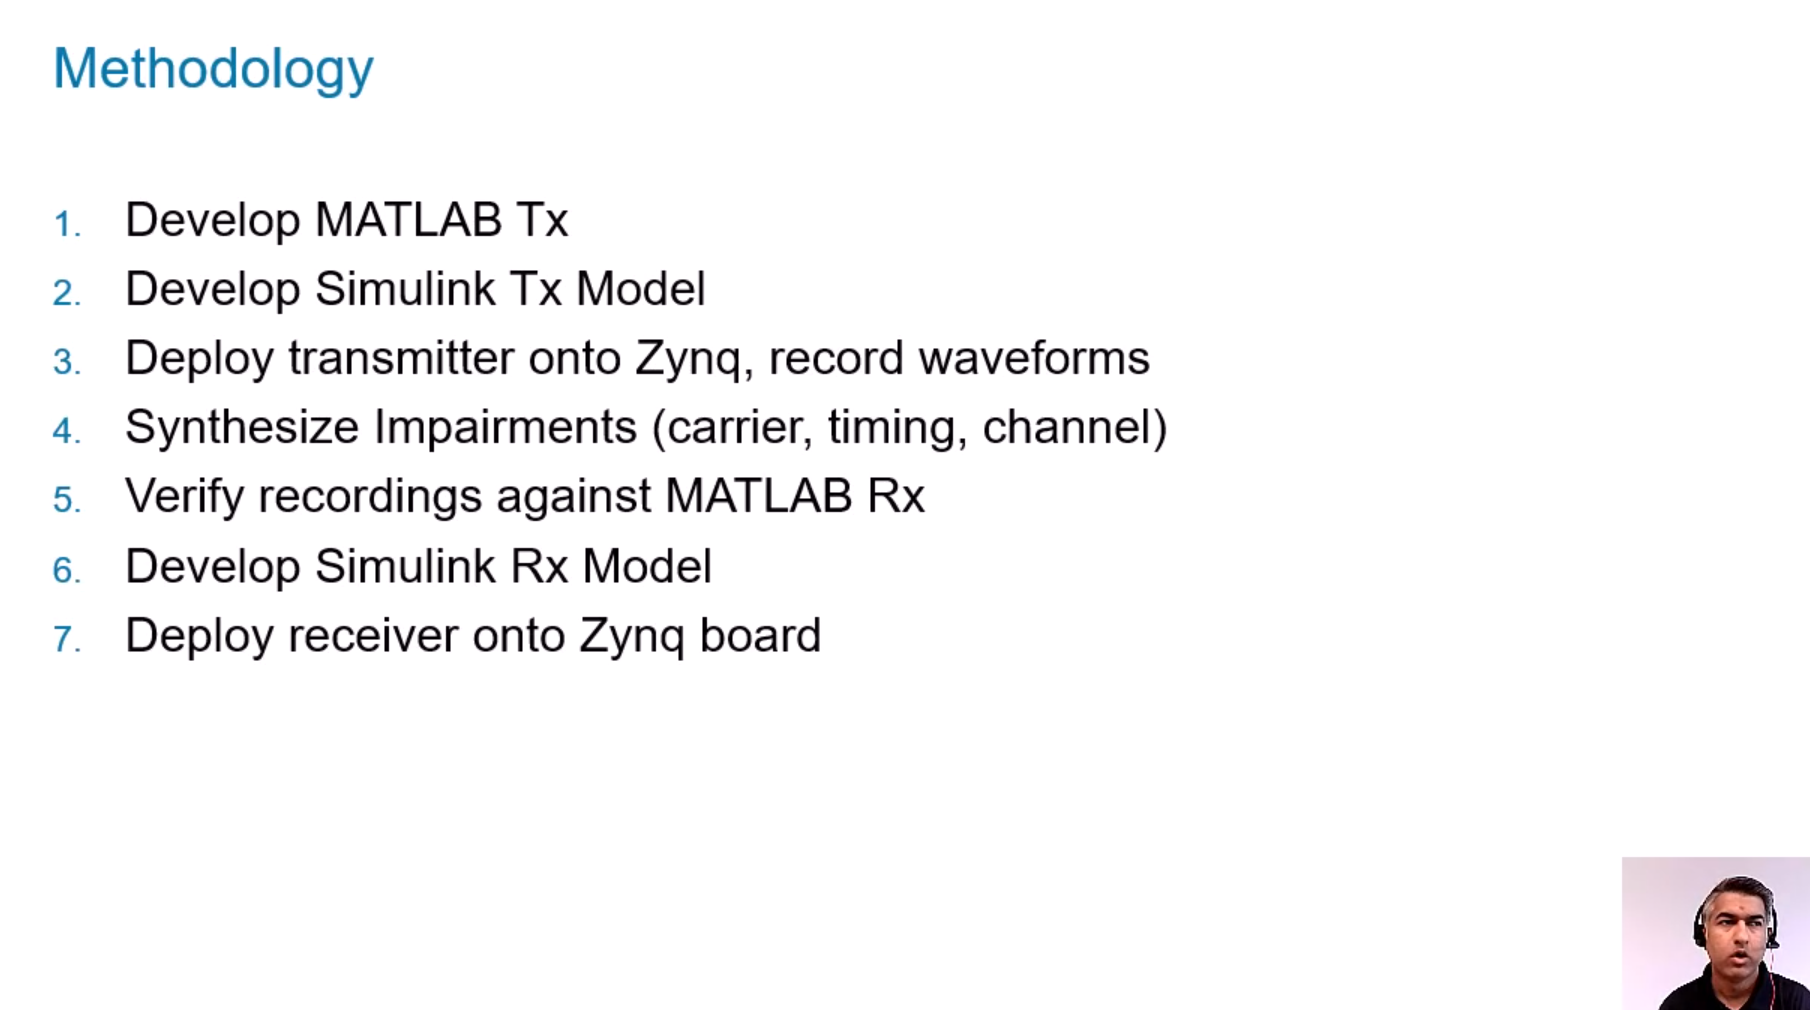 Methodology
1. Develop MATLAB Tx
2. Develop Simulink Tx Model
3. Deploy transmitter onto Zynq, record waveforms
4. Synthesize Impairments (carrier, timing, channel)
5. Verify recordings against MATLAB Rx
6. Develop Simulink Rx Model
7. Deploy receiver onto Zynq board